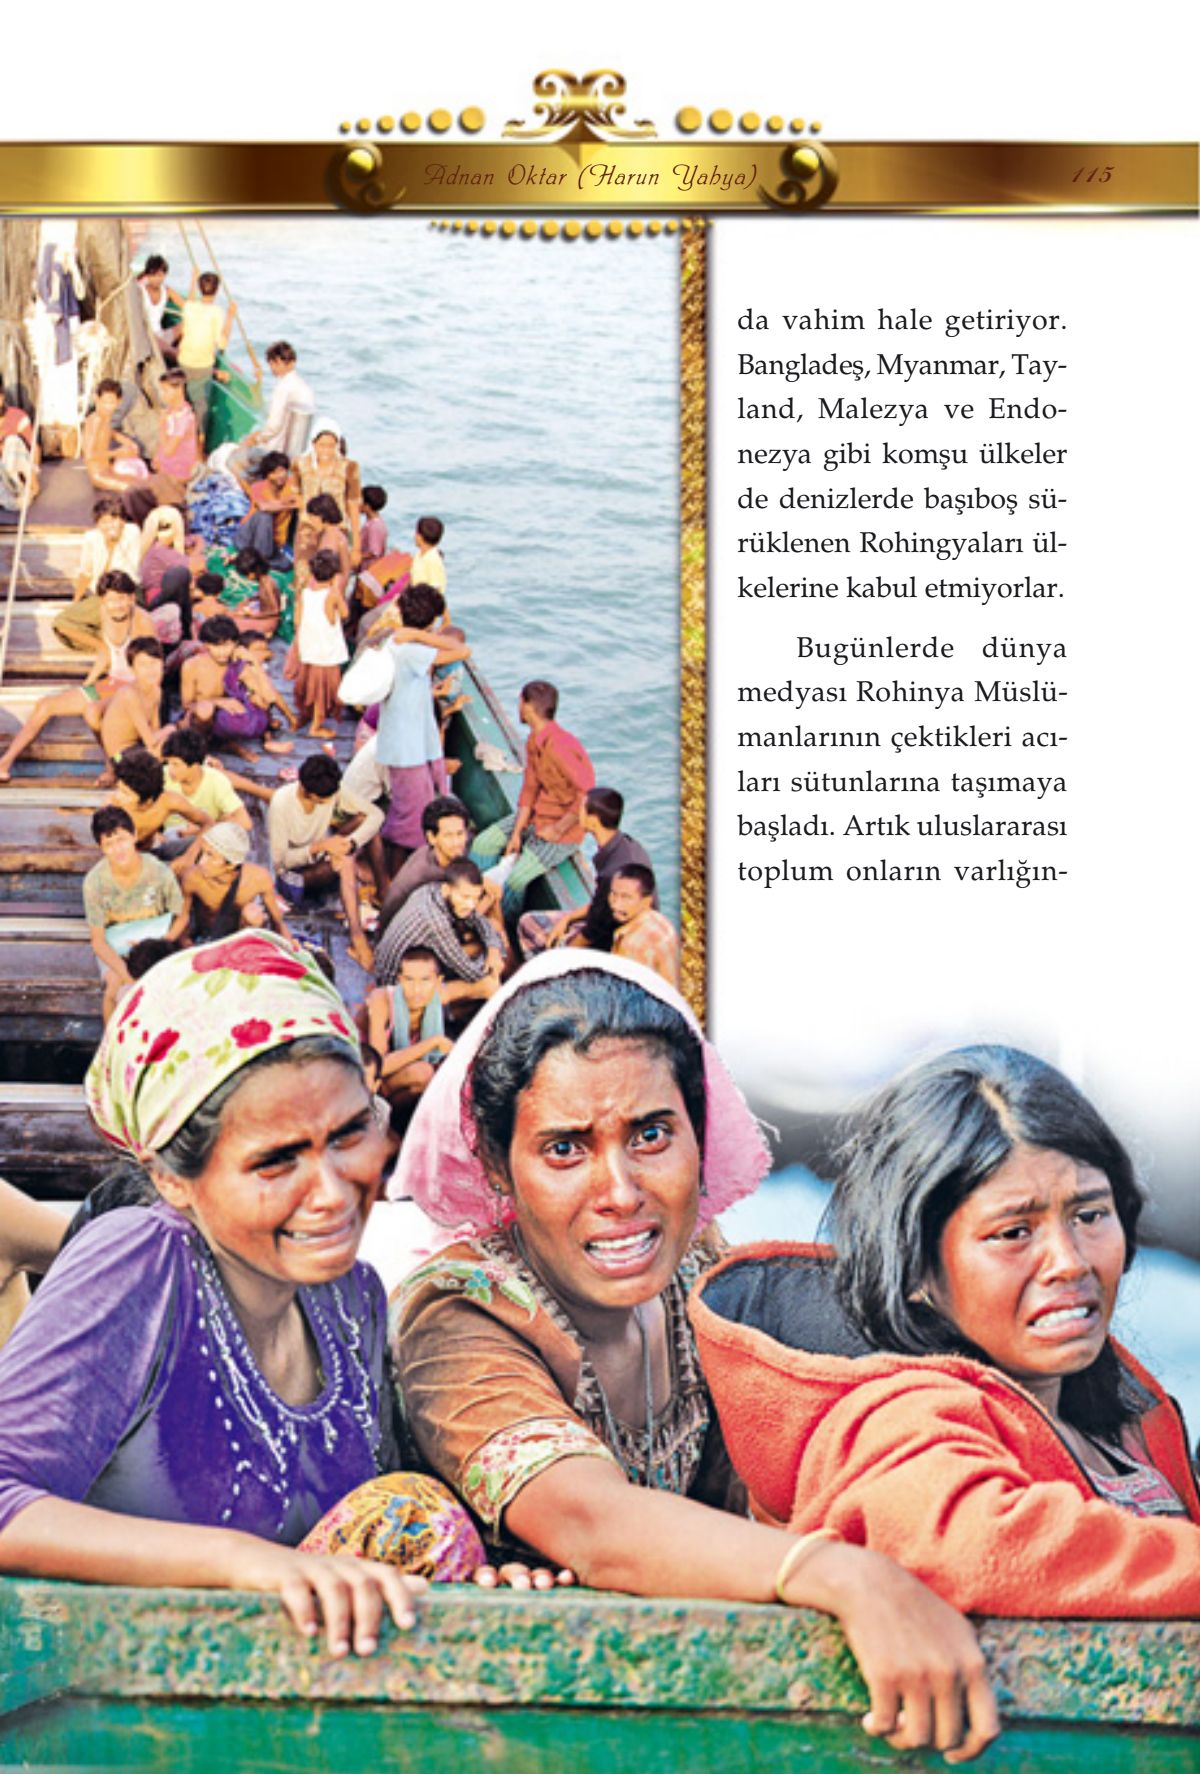 Adnan Oktar (Harun Yahya)
115
da vahim hale getiriyor.
Bangladeş, Myanmar, Tay-
land, Malezya ve Endo-
nezya gibi komşu ülkeler
de denizlerde başıboş sü-
rüklenen Rohingyaları ül-
kelerine kabul etmiyorlar.
Bugünlerde dünya
medyası Rohinya Müslü-
manlarının çektikleri acı-
ları sütunlarına taşımaya
başladı. Artık uluslararası
toplum onların varlığın-